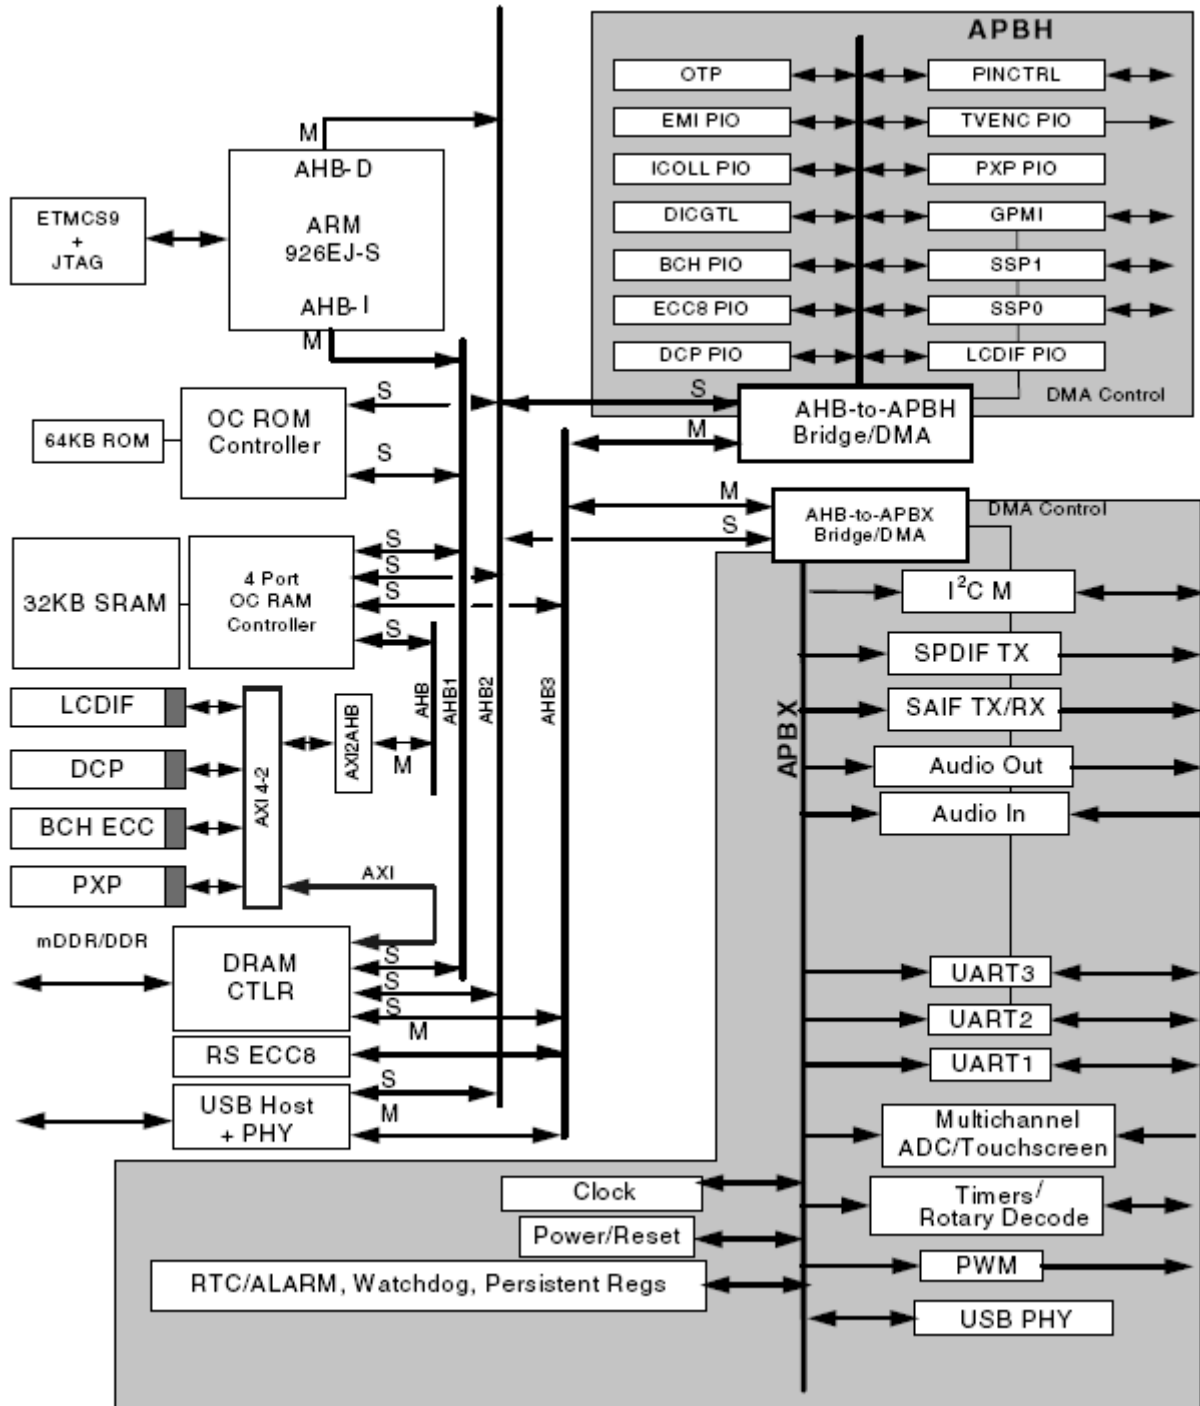 APBH
OTP
PINCTRL
EMI PIO
TVENC PIO
ICOLL PIO
PXP PIO
DICGTL
GPMI
BCH PIO
SSP1
ECC8 PIO
SSP0
DCP PIO
LCDIF PIO
DMA Control
S
AHB-to-APBH
Bridge/DMA
M
M
AHB-D
ARM
926EJ-S
AHB-I
M
ETMCS9
+
JTAG
S
OC ROM
Controller
64KB ROM
S
M
AHB-to-APBX
Bridge/DMA
S
DMA Control
32KB SRAM
4 Port
OC RAM
Controller
S
S
S
S
AHB
AHB1
AHB2
AHB3
LCDIF
DCP
BCH ECC
PXP
AXI 4-2
AXI2AHB
M
AXI
mDDR/DDR
DRAM
CTLR
S
S
S
M
RS ECC8
S
USB Host
+ PHY
M
APBX
I²C M
SPDIF TX
SAIF TX/RX
Audio Out
Audio In
UART3
UART2
UART1
Multichannel
ADC/Touchscreen
Clock
Timers/
Rotary Decode
Power/Reset
PWM
RTC/ALARM, Watchdog, Persistent Regs
USB PHY